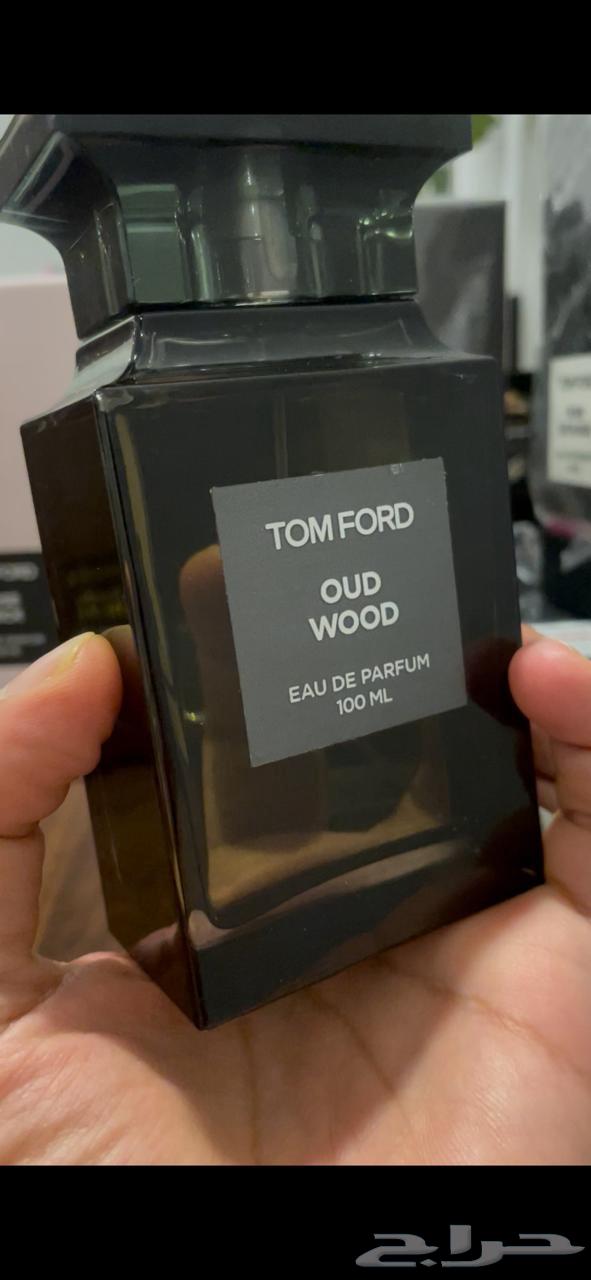 TOM FORD
OUD
WOOD
EAU DE PARFUM
100 ML
حراج